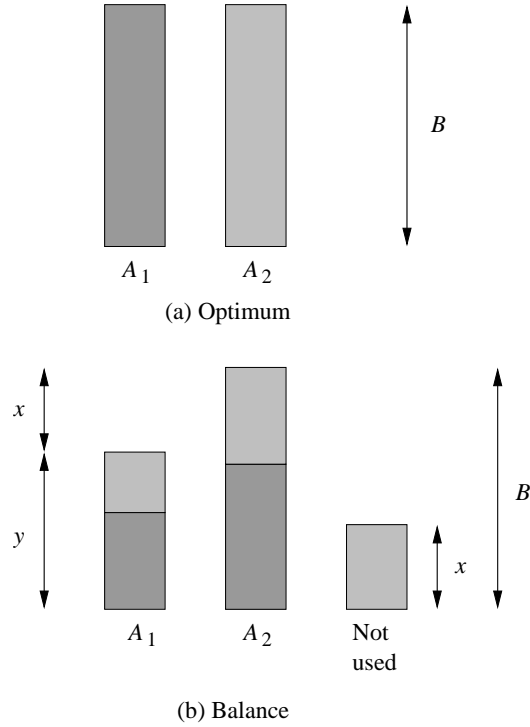 B
A1 A2
(a) Optimum
x
y
B
x
A1 A2 Not
used
(b) Balance